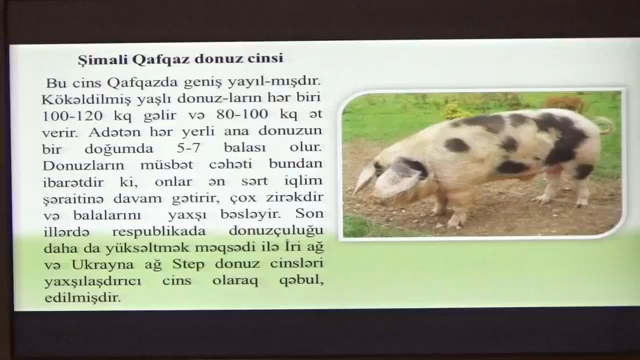 Şimali Qafqaz donuz cinsi
Bu cins Qafqazda geniş yayıl-mışdır.
Kökəldilmiş yaşlı donuz-ların hər biri
100-120 kq gəlir və 80-100 kq ət
verir. Adətən hər yerli ana donuzun
bir doğumda 5-7 balası olur.
Donuzların müsbət cəhəti bundan
ibarətdir ki, onlar ən sərt iqlim
şəraitinə davam gətirir, çox zirəkdir
və balalarını yaxşı bəsləyir. Son
illərdə respublikada donuzçuluğu
daha da yüksəltmək məqsədi ilə İri ağ
və Ukrayna ağ Step donuz cinsləri
yaxşılaşdırıcı cins olaraq qəbul,
edilmişdir.